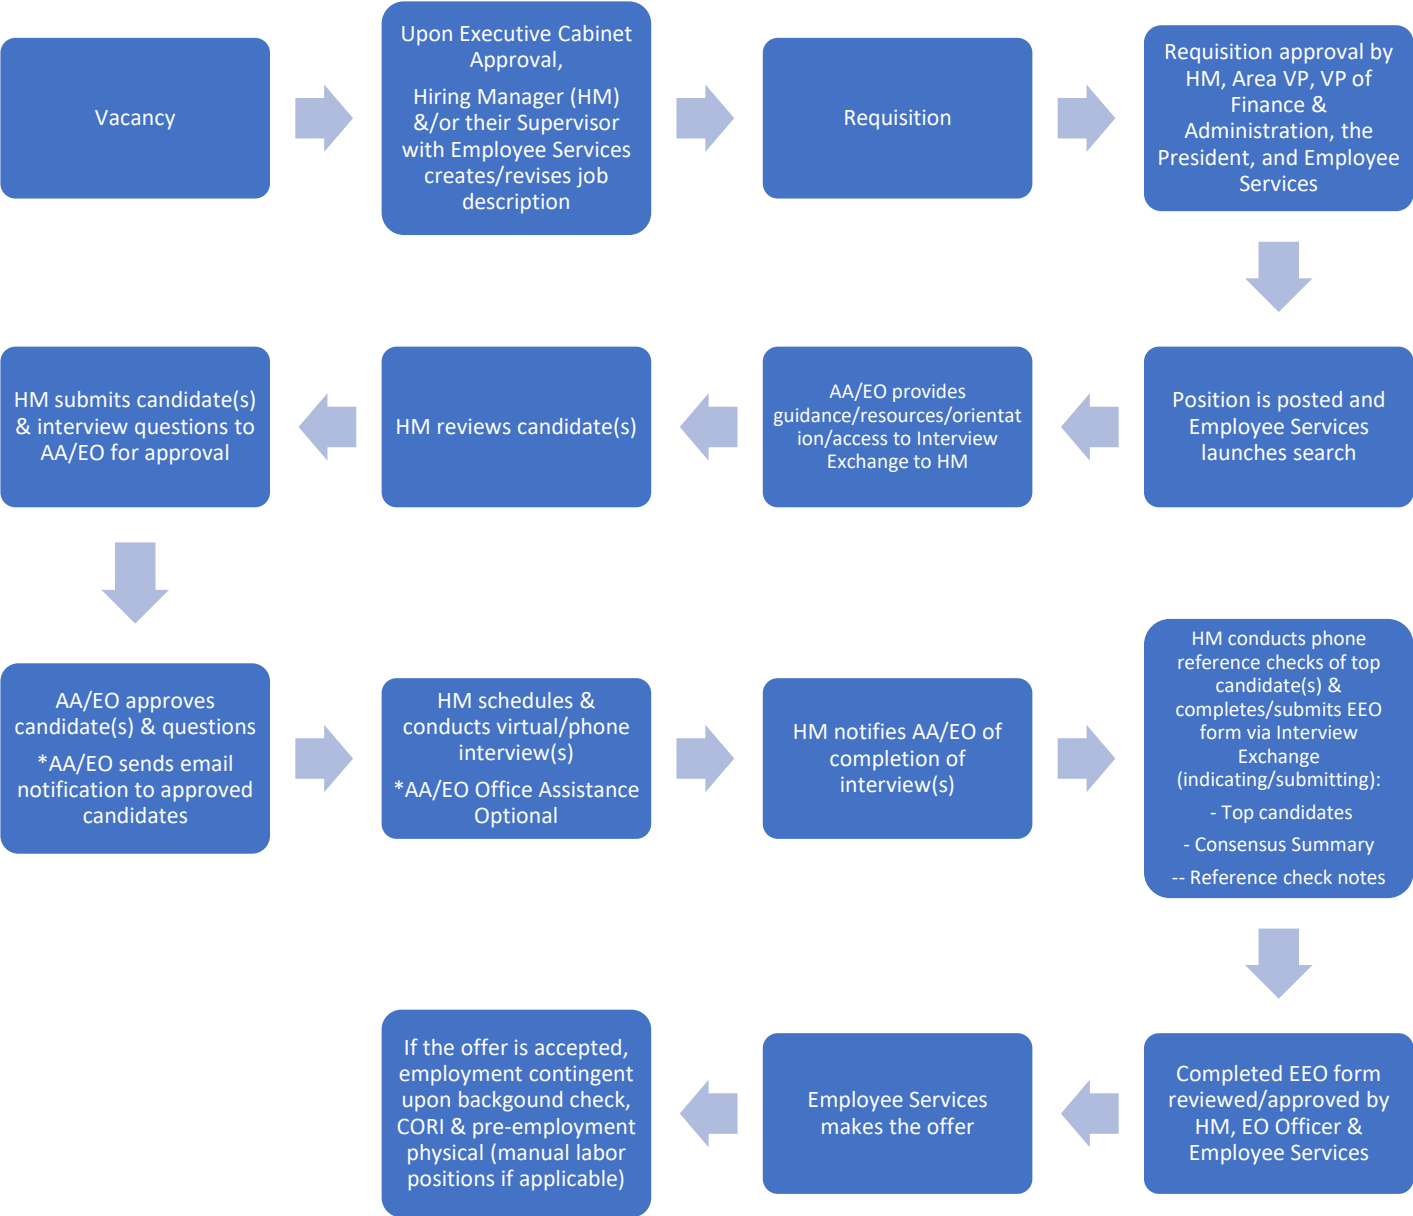 Vacancy
Upon Executive Cabinet
Approval,
Hiring Manager (HM)
&/or their Supervisor
with Employee Services
creates/revises job
description
Requisition
Requisition approval by
HM, Area VP, VP of
Finance &
Administration, the
President, and Employee
Services
Position is posted and
Employee Services
launches search
AA/EO provides
guidance/resources/orientat
ion/access to Interview
Exchange to HM
HM reviews candidate(s)
HM submits candidate(s)
& interview questions to
AA/EO for approval
AA/EO approves
candidate(s) & questions
*AA/EO sends email
notification to approved
candidates
HM schedules &
conducts virtual/phone
interview(s)
*AA/EO Office Assistance
Optional
HM notifies AA/EO of
completion of
interview(s)
HM conducts phone
reference checks of top
candidate(s) &
completes/submits EEO
form via Interview
Exchange
(indicating/submitting):
- Top candidates
- Consensus Summary
-- Reference check notes
Completed EEO form
reviewed/approved by
HM, EO Officer &
Employee Services
Employee Services
makes the offer
If the offer is accepted,
employment contingent
upon backgound check,
CORI & pre-employment
physical (manual labor
positions if applicable)